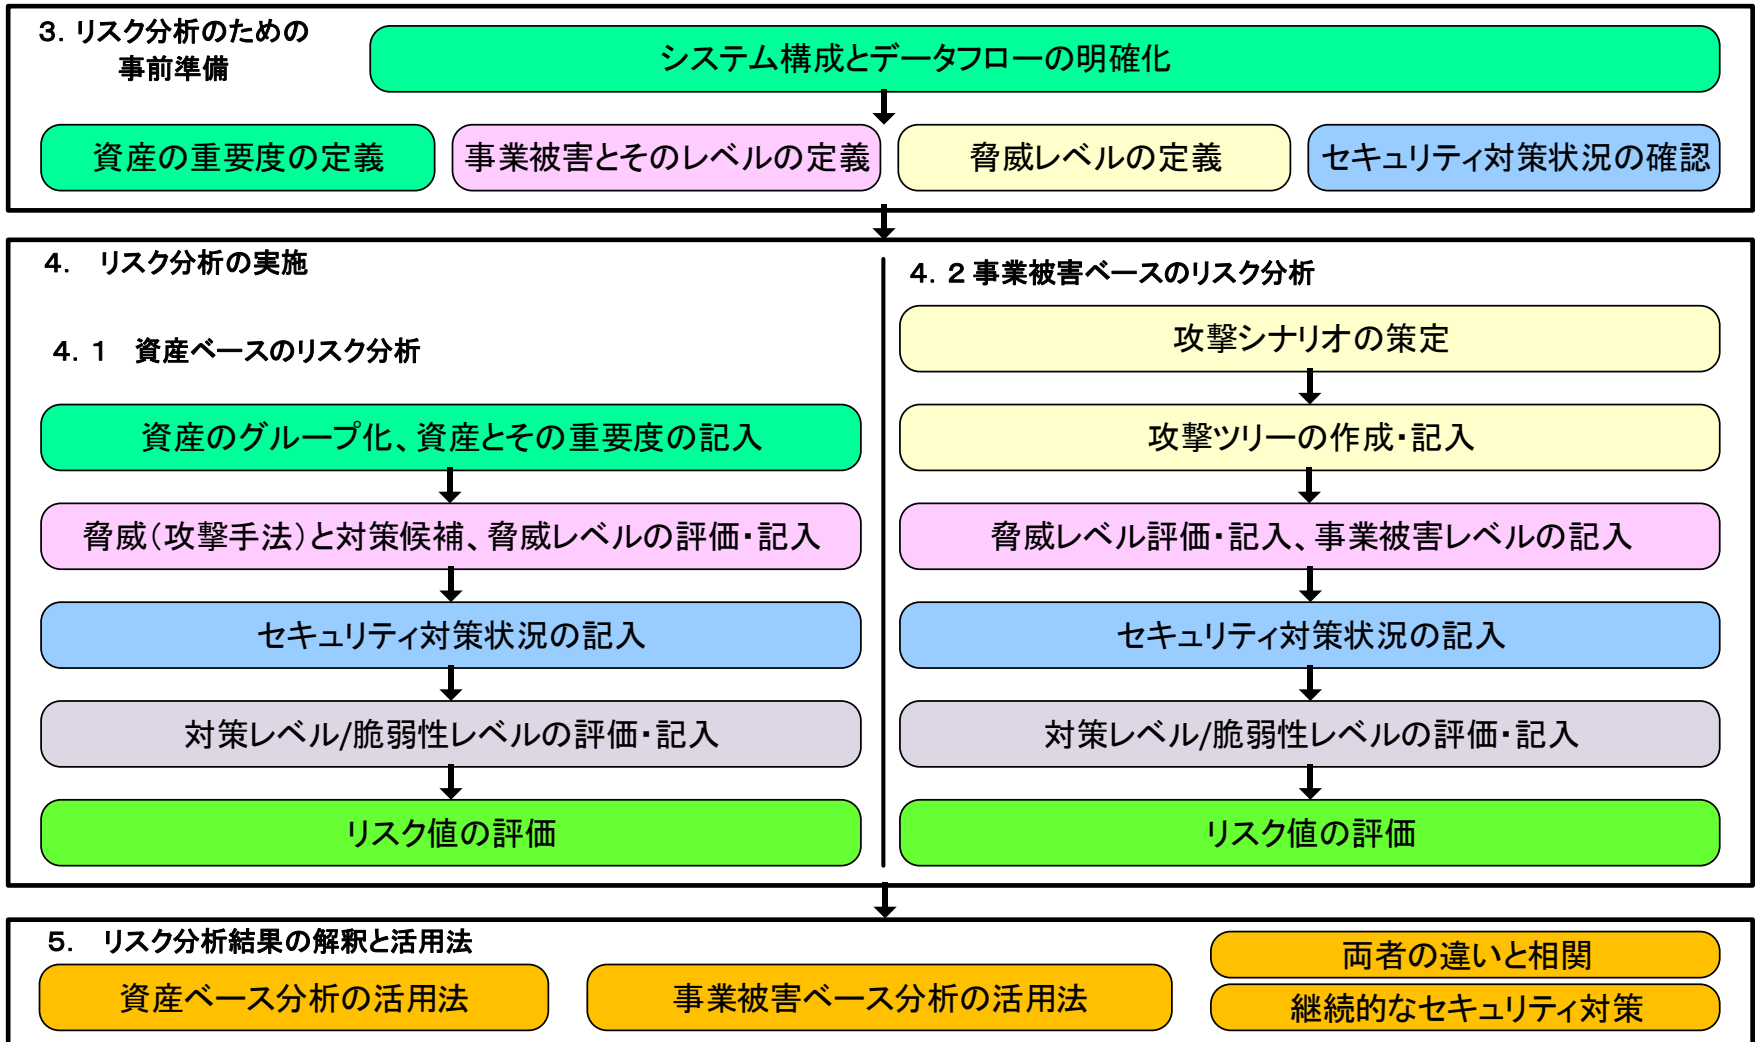 3. リスク分析のための
事前準備
システム構成とデータフローの明確化
資産の重要度の定義
事業被害とそのレベルの定義
脅威レベルの定義
セキュリティ対策状況の確認
4. リスク分析の実施
4.1 資産ベースのリスク分析
資産のグループ化、資産とその重要度の記入
脅威(攻撃手法)と対策候補、脅威レベルの評価・記入
セキュリティ対策状況の記入
対策レベル/脆弱性レベルの評価・記入
リスク値の評価
4.2 事業被害ベースのリスク分析
攻撃シナリオの策定
攻撃ツリーの作成・記入
脅威レベル評価・記入、事業被害レベルの記入
セキュリティ対策状況の記入
対策レベル/脆弱性レベルの評価・記入
リスク値の評価
5. リスク分析結果の解釈と活用法
資産ベース分析の活用法
事業被害ベース分析の活用法
両者の違いと相関
継続的なセキュリティ対策